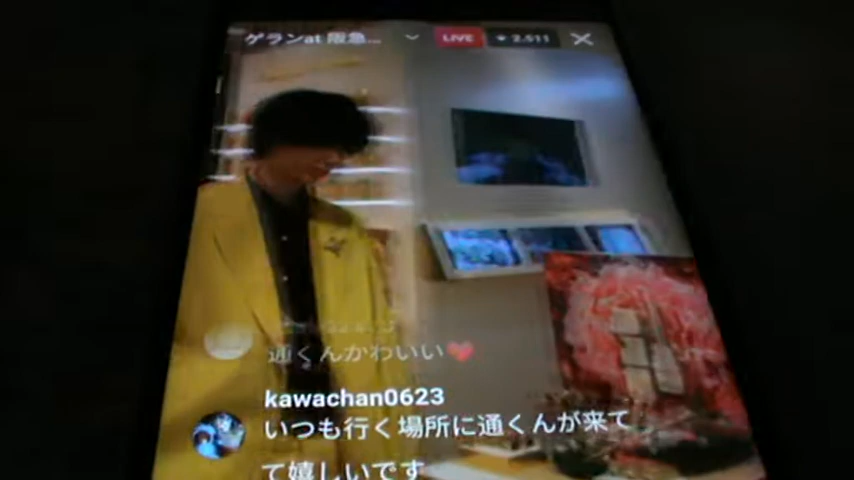 ゲランat 阪急...
LIVE
2,511
通くんかわいい❤
kawachan0623
いつも行く場所に通くんが来て
て嬉しいです